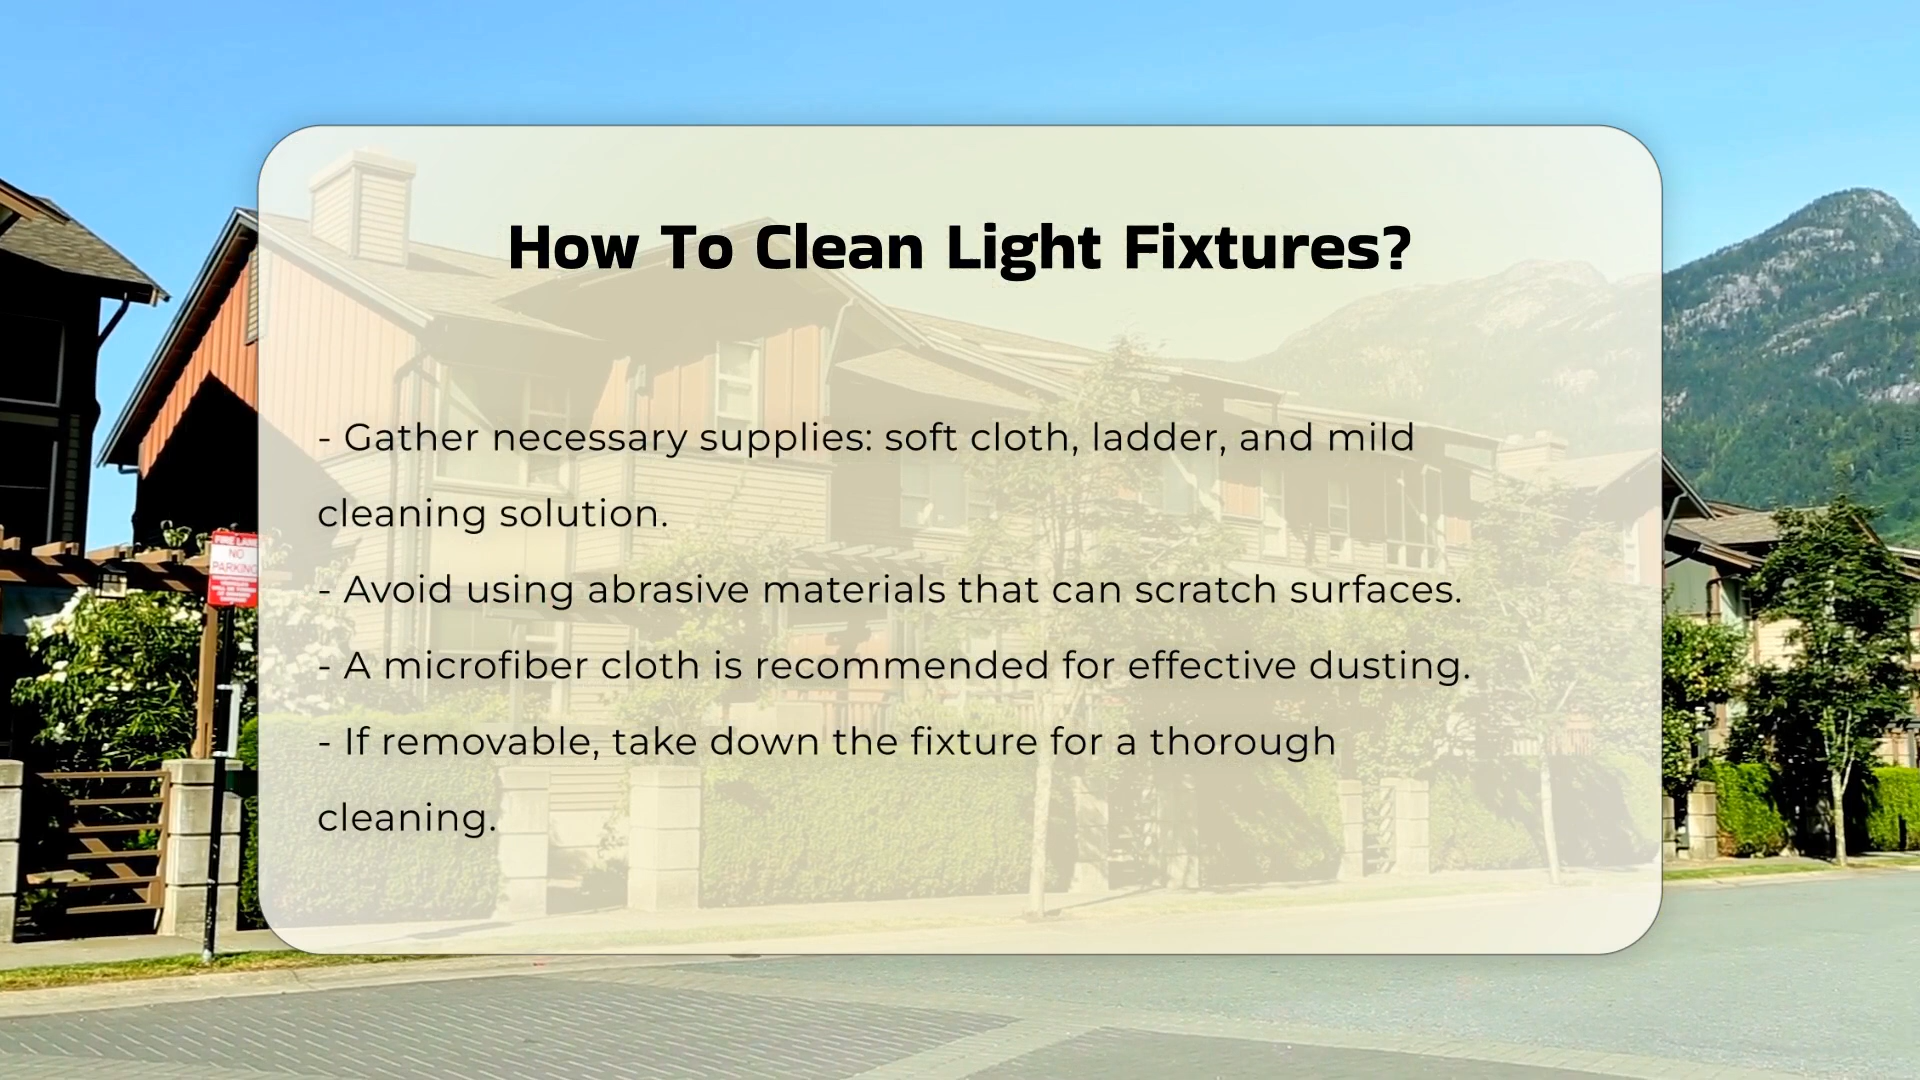 How To Clean Light Fixtures?
- Gather necessary supplies: soft cloth, ladder, and mild
cleaning solution.
- Avoid using abrasive materials that can scratch surfaces.
- A microfiber cloth is recommended for effective dusting.
- If removable, take down the fixture for a thorough
cleaning.
FIRE LANE
NO
PARKING